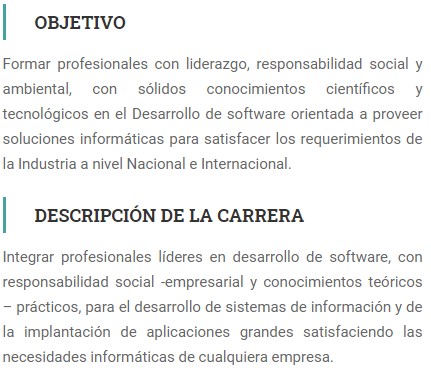 OBJETIVO
Formar profesionales con liderazgo, responsabilidad social y
ambiental, con sólidos conocimientos científicos y
tecnológicos en el Desarrollo de software orientada a proveer
soluciones informáticas para satisfacer los requerimientos de
la Industria a nivel Nacional e Internacional.
DESCRIPCIÓN DE LA CARRERA
Integrar profesionales líderes en desarrollo de software, con
responsabilidad social -empresarial y conocimientos teóricos
– prácticos, para el desarrollo de sistemas de información y de
la implantación de aplicaciones grandes satisfaciendo las
necesidades informáticas de cualquiera empresa.